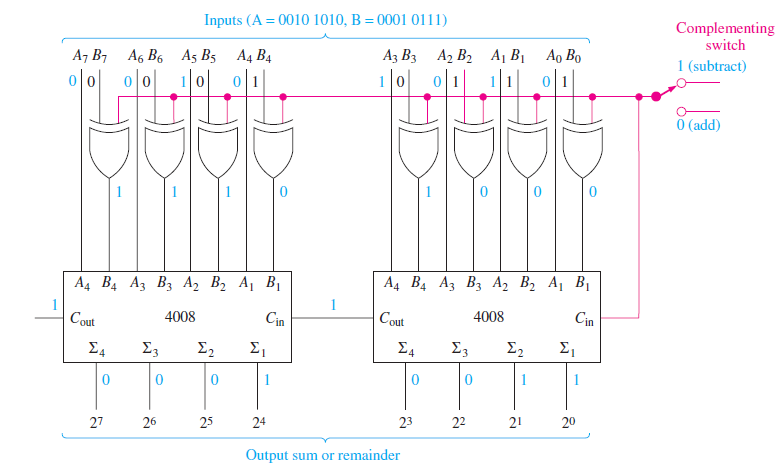 Inputs (A = 0010 1010, B = 0001 0111)
Complementing
switch
1 (subtract)
0 (add)
A7 B7 A6 B6 A5 B5 A4 B4 A3 B3 A2 B2 A1 B1 A0 B0
0 0 0 0 1 0 0 1 1 0 0 1 1 1 0 1
1 1 1 0 1 0 0 0
A4 B4 A3 B3 A2 B2 A1 B1 A4 B4 A3 B3 A2 B2 A1 B1
1 Cout 4008 Cin 1 Cout 4008 Cin
Σ4 Σ3 Σ2 Σ1 Σ4 Σ3 Σ2 Σ1
0 0 0 1 0 0 1 1
27 26 25 24 23 22 21 20
Output sum or remainder